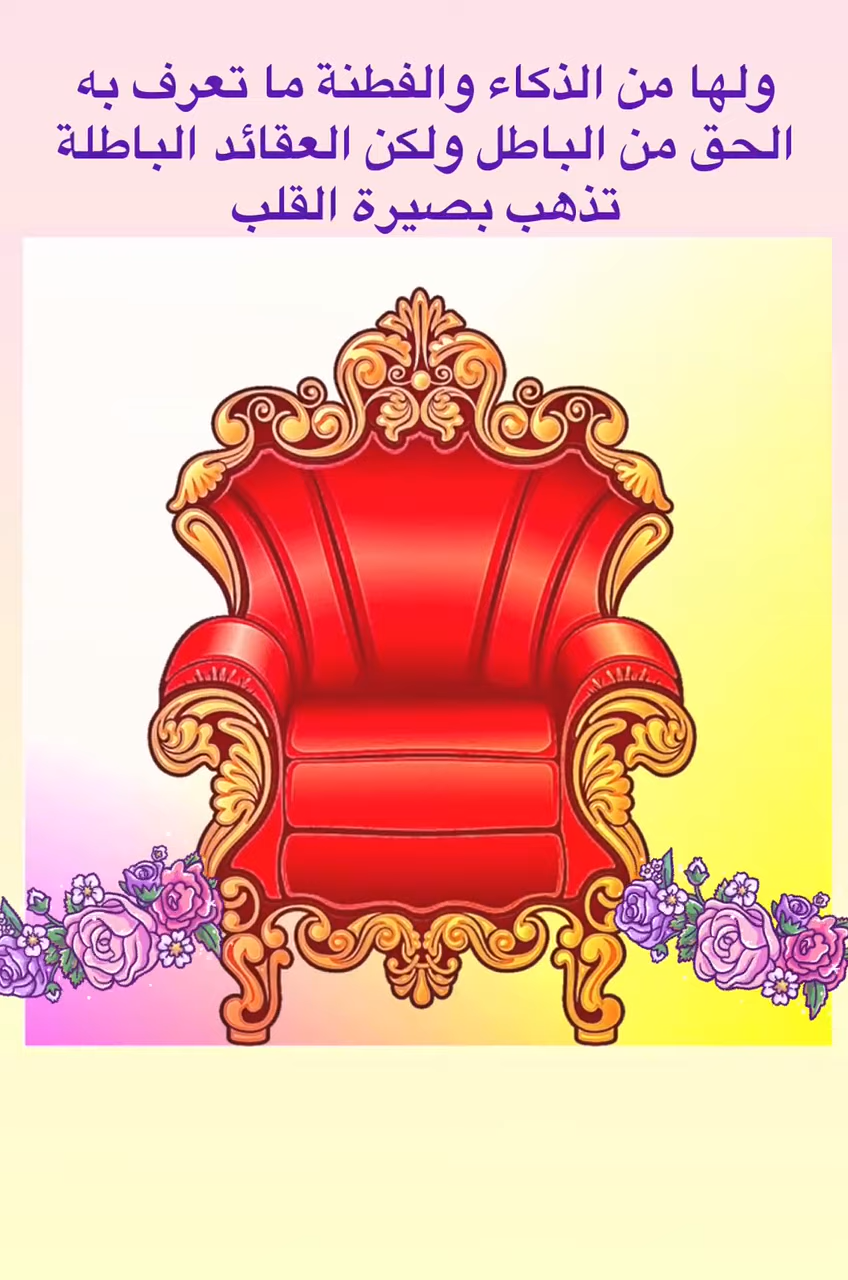 ولها من الذكاء والفطنة ما تعرف به
الحق من الباطل ولكن العقائد الباطلة
تذهب بصيرة القلب